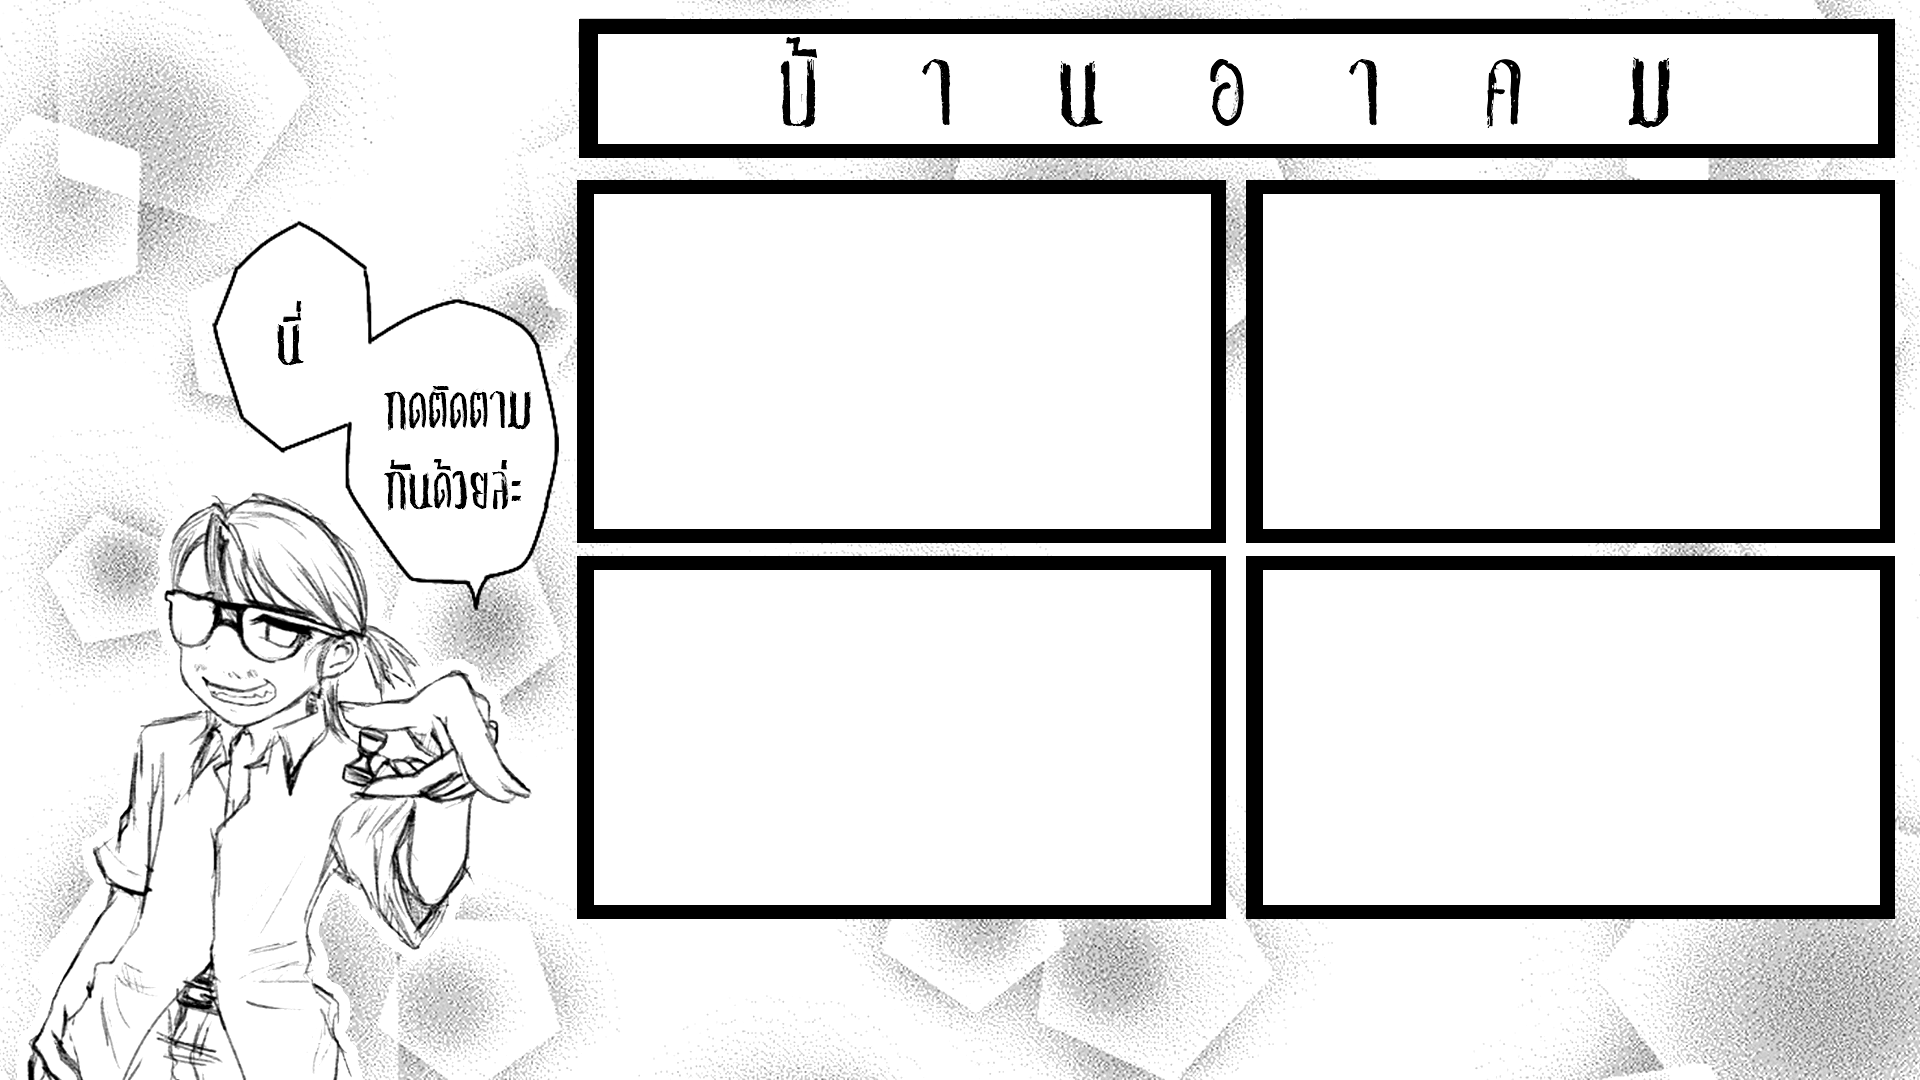 บ้านอาคม
นี่
กดติดตาม
กันด้วยล่ะ